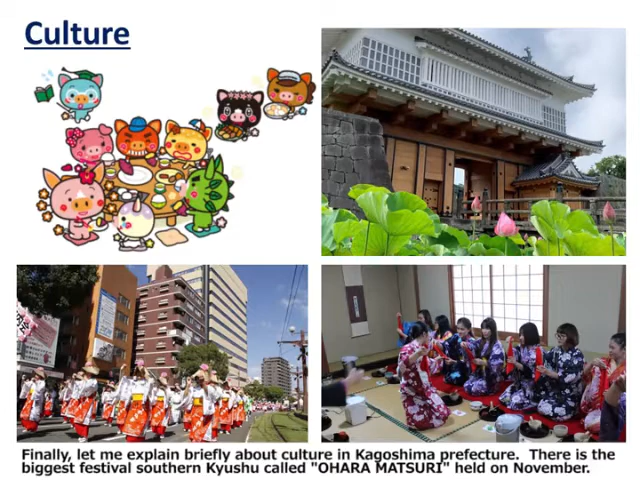 Culture
Finally, let me explain briefly about culture in Kagoshima prefecture. There is the
biggest festival southern Kyushu called "OHARA MATSURI" held on November.